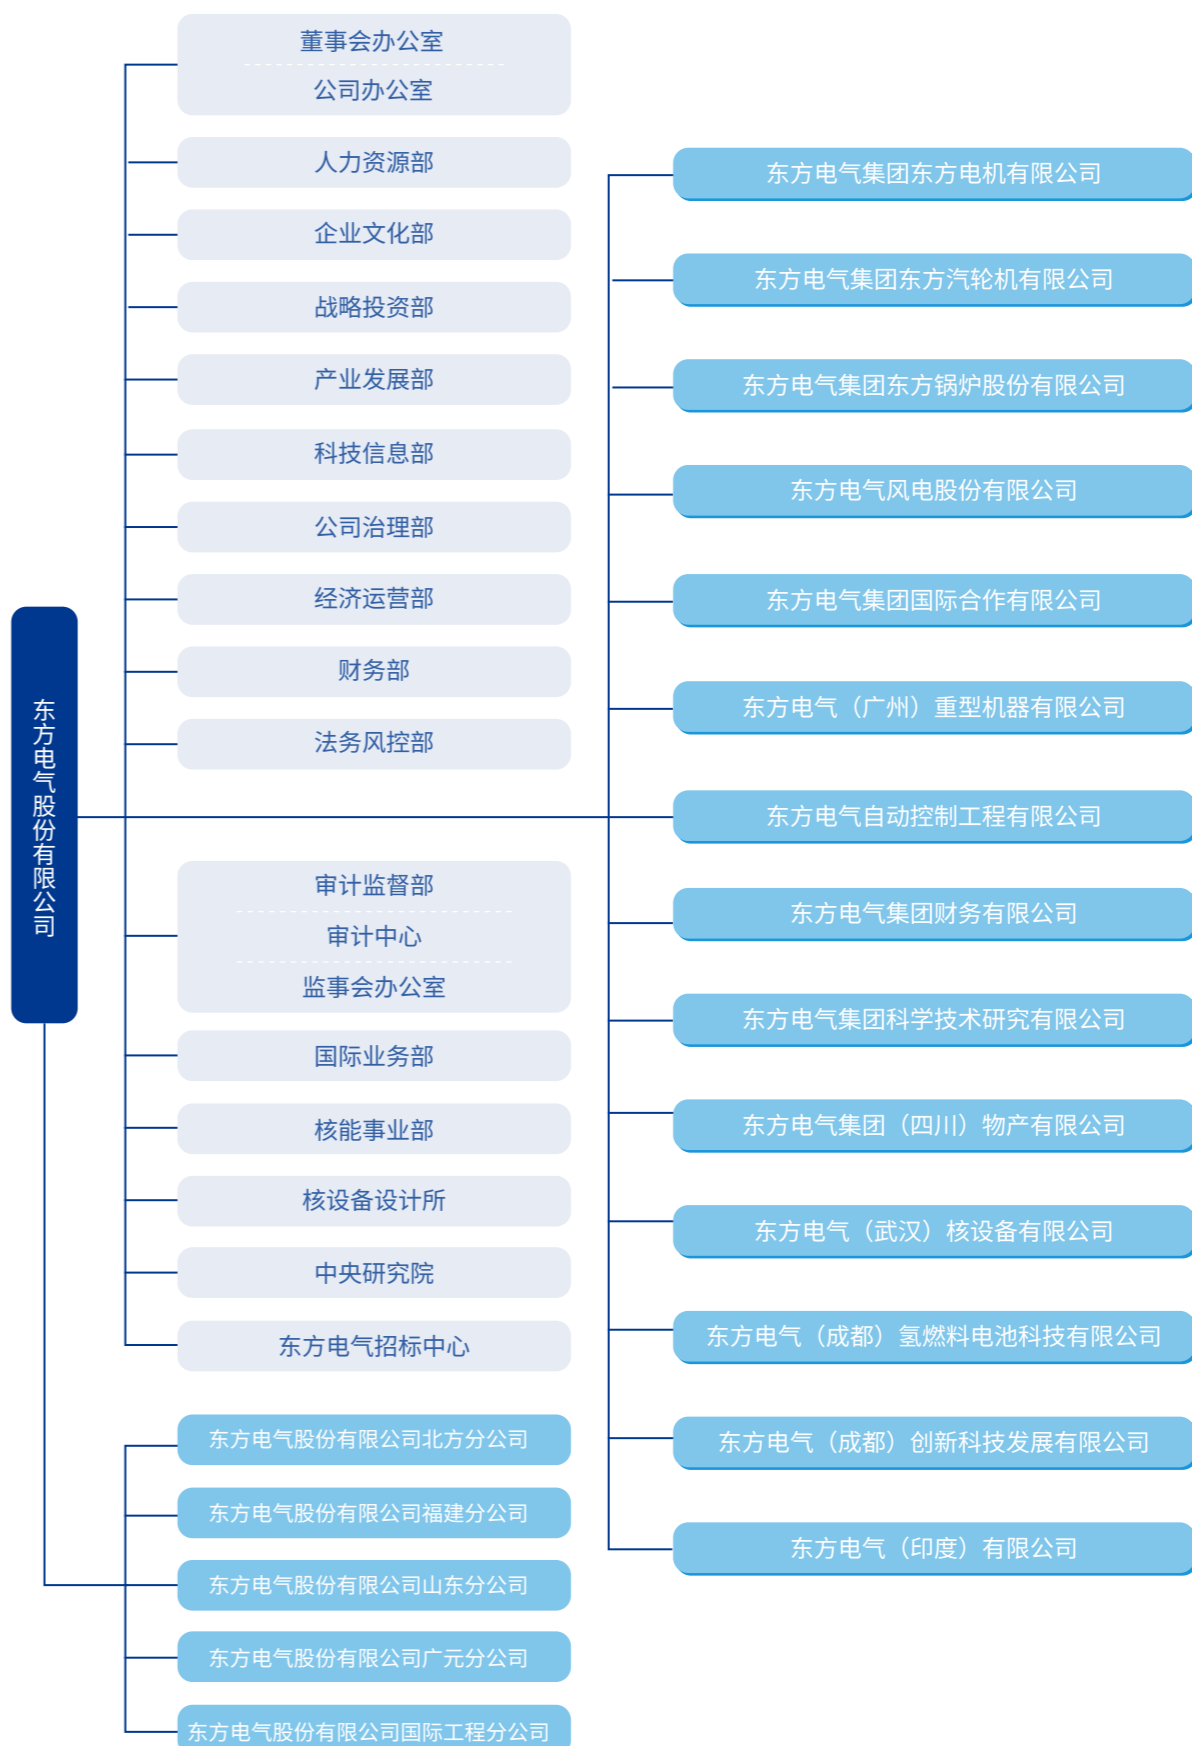 东方电气股份有限公司
董事会办公室
公司办公室
人力资源部
企业文化部
战略投资部
产业发展部
科技信息部
公司治理部
经济运营部
财务部
法务风控部
审计监督部
审计中心
监事会办公室
国际业务部
核能事业部
核设备设计所
中央研究院
东方电气招标中心
东方电气股份有限公司北方分公司
东方电气股份有限公司福建分公司
东方电气股份有限公司山东分公司
东方电气股份有限公司广元分公司
东方电气股份有限公司国际工程分公司
东方电气集团东方电机有限公司
东方电气集团东方汽轮机有限公司
东方电气集团东方锅炉股份有限公司
东方电气风电股份有限公司
东方电气集团国际合作有限公司
东方电气（广州）重型机器有限公司
东方电气自动控制工程有限公司
东方电气集团财务有限公司
东方电气集团科学技术研究有限公司
东方电气集团（四川）物产有限公司
东方电气（武汉）核设备有限公司
东方电气（成都）氢燃料电池科技有限公司
东方电气（成都）创新科技发展有限公司
东方电气（印度）有限公司